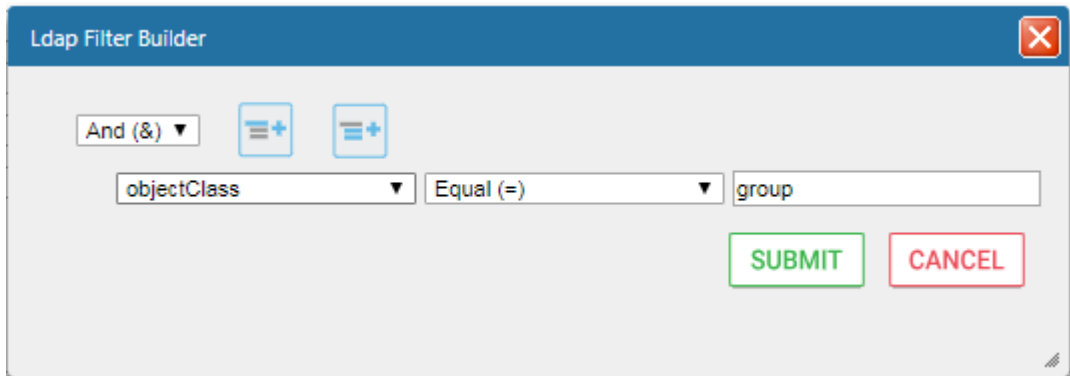 Ldap Filter Builder
And (&)
objectClass Equal (=) group
SUBMIT CANCEL